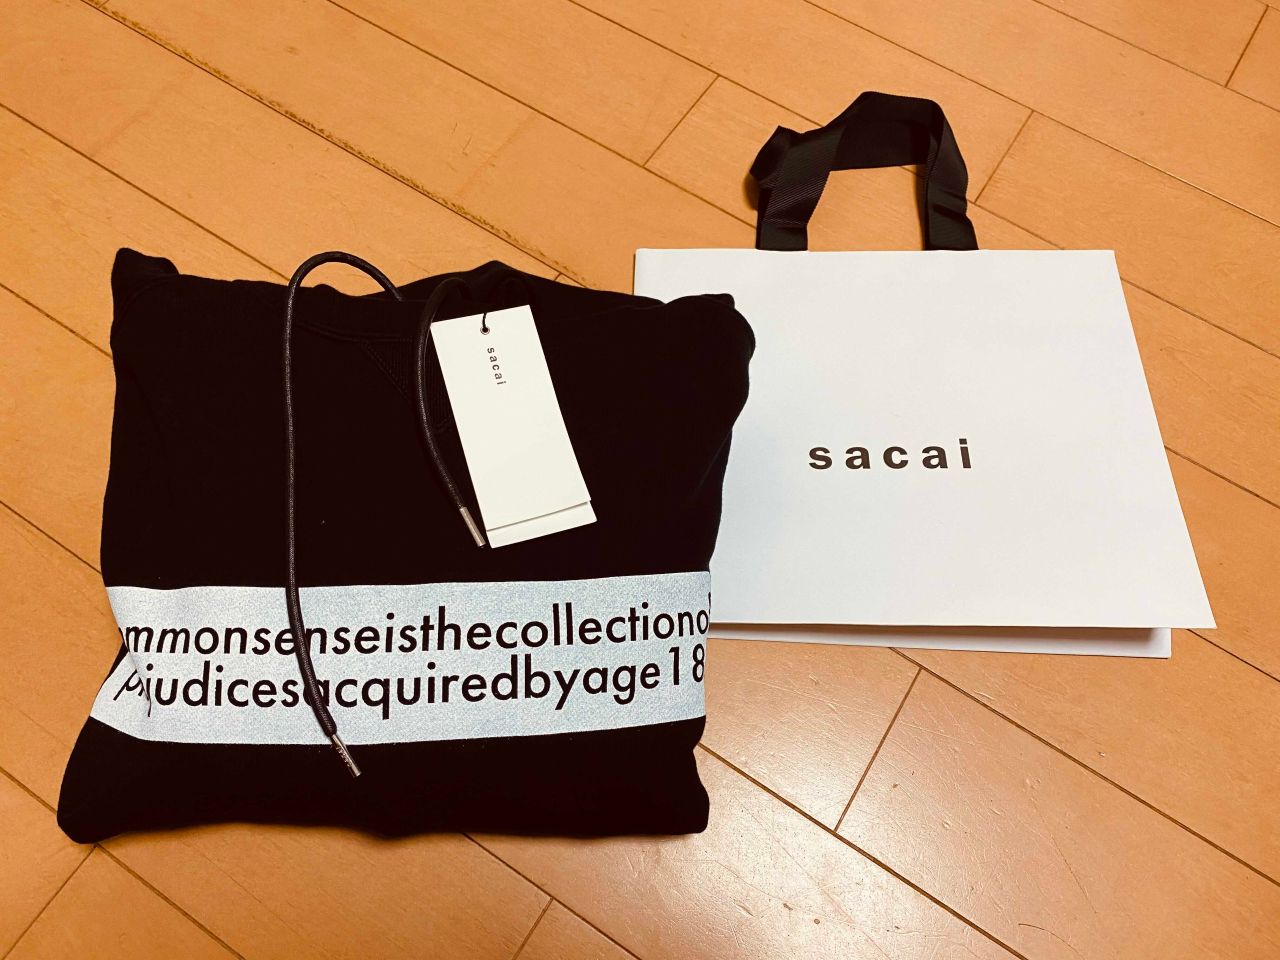 sacai
sacai
mmonsenseisthecollectiono
judicesacquiredbyage18